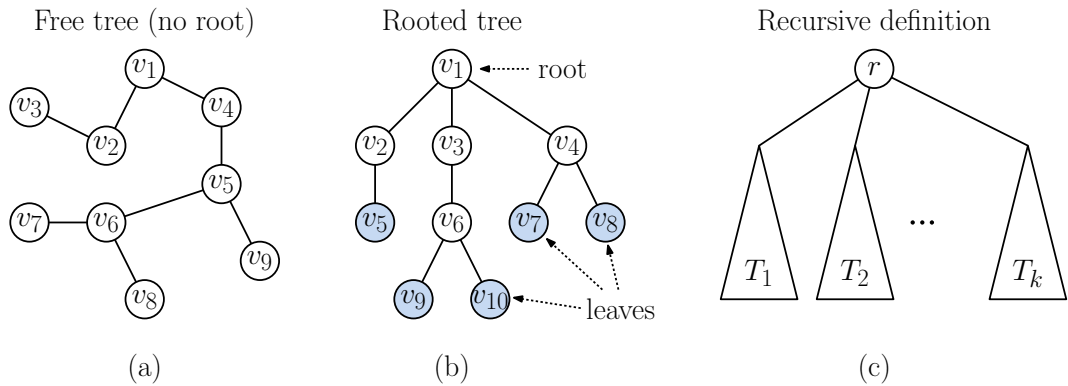 Free tree (no root)
v1
v3
v4
v2
v5
v7
v6
v9
v8
(a)
Rooted tree
v1
root
v2
v3
v4
v5
v6
v7
v8
v9
v10
leaves
(b)
Recursive definition
r
T1
T2
...
Tk
(c)